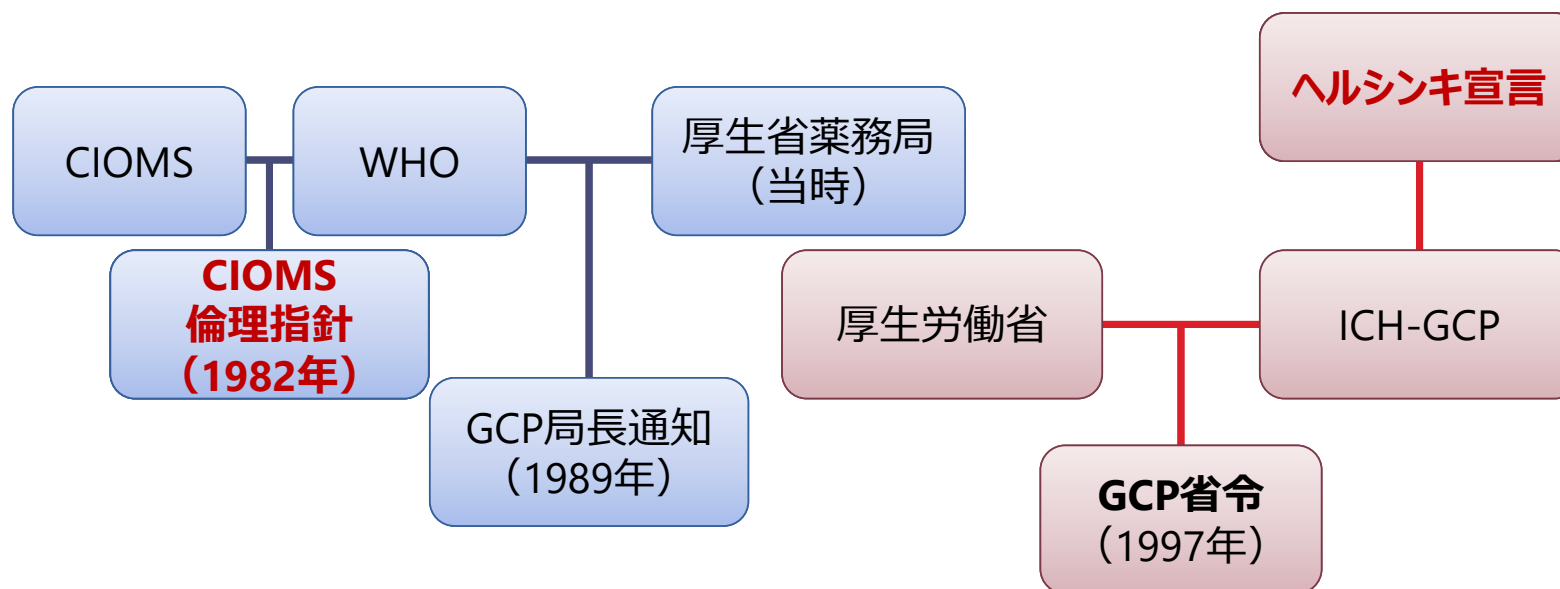 CIOMS
WHO
厚生省薬務局
（当時）
CIOMS
倫理指針
（1982年）
GCP局長通知
（1989年）
ヘルシンキ宣言
厚生労働省
ICH-GCP
GCP省令
（1997年）